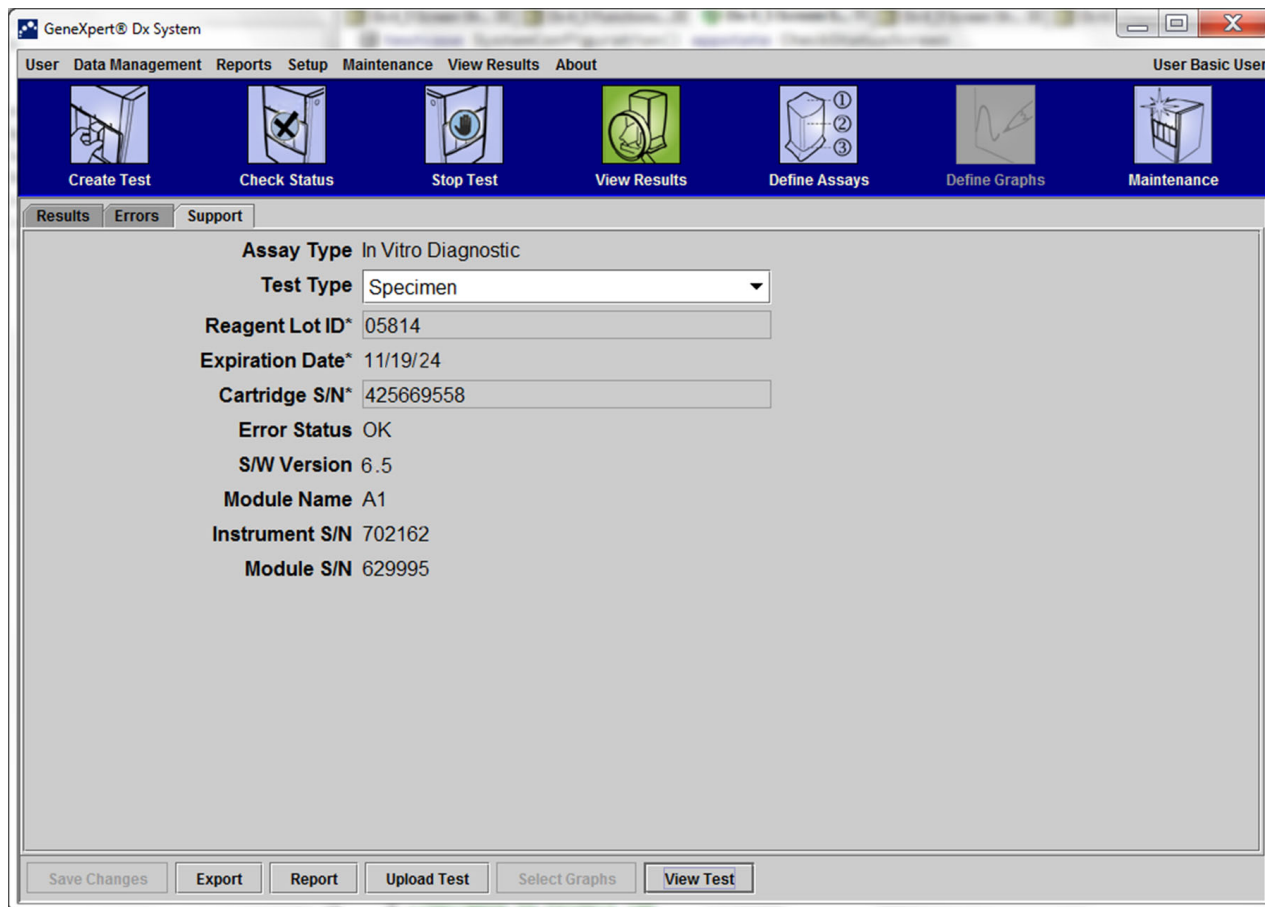 GeneXpert® Dx System
User Data Management Reports Setup Maintenance View Results About User Basic User
① ② ③
Create Test Check Status Stop Test View Results Define Assays Define Graphs Maintenance
Results Errors Support
Assay Type In Vitro Diagnostic
Test Type Specimen
Reagent Lot ID* 05814
Expiration Date* 11/19/24
Cartridge S/N* 425669558
Error Status OK
S/W Version 6.5
Module Name A1
Instrument S/N 702162
Module S/N 629995
Save Changes Export Report Upload Test Select Graphs View Test